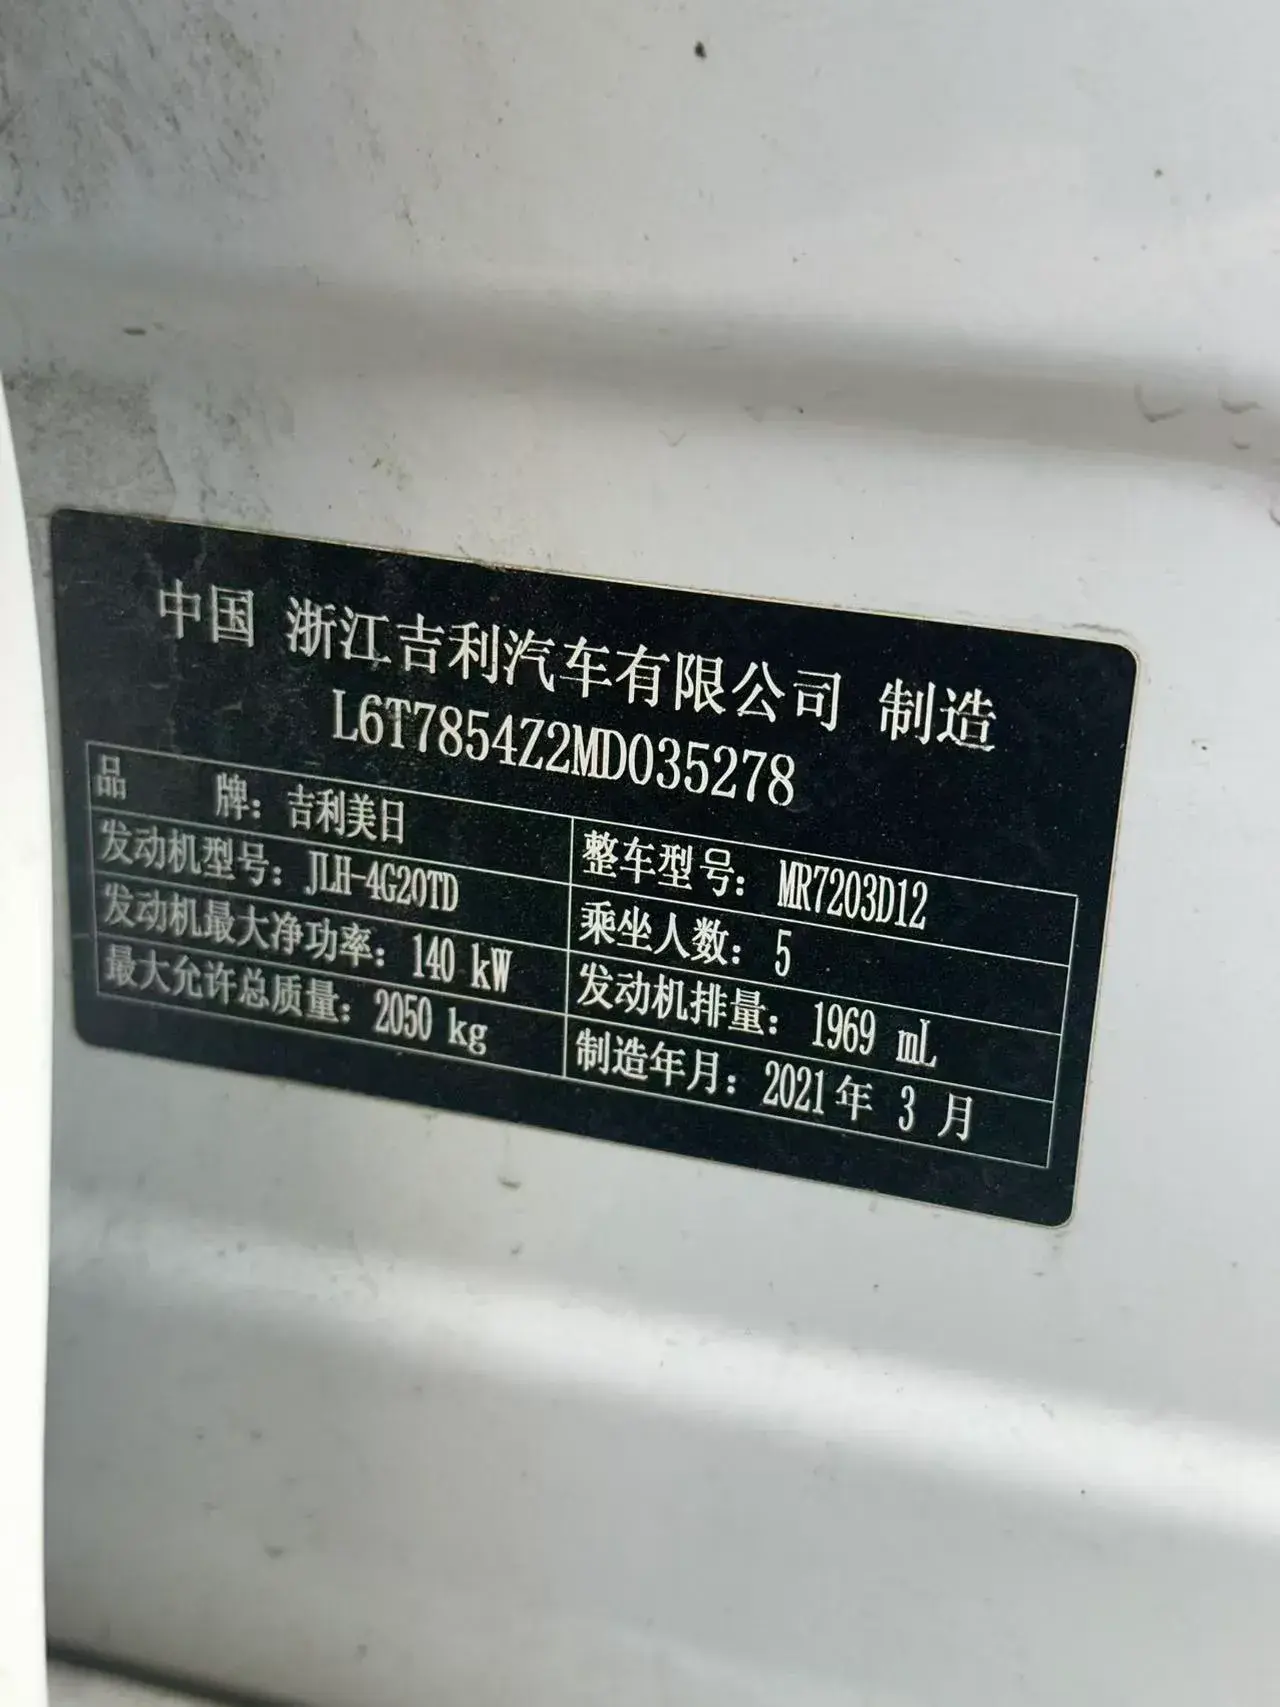 中国 浙江吉利汽车有限公司 制造
L6T7854Z2MD035278
品 牌：吉利美日
整车型号：MR7203D12
发动机型号：JLH-4G20TD
乘坐人数：5
发动机最大净功率：140 kW
发动机排量：1969 mL
最大允许总质量：2050 kg
制造年月：2021年 3 月